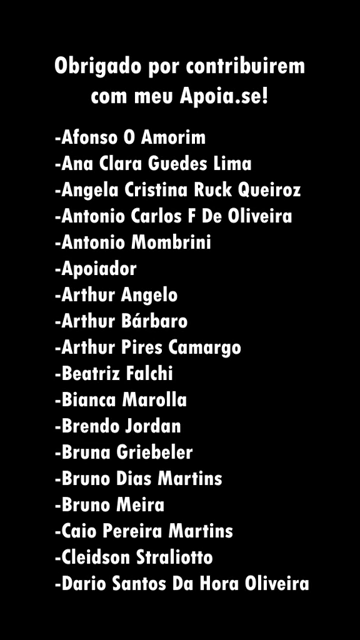 Obrigado por contribuirem
com meu Apoia.se!
-Afonso O Amorim
-Ana Clara Guedes Lima
-Angela Cristina Ruck Queiroz
-Antonio Carlos F De Oliveira
-Antonio Mombrini
-Apoiador
-Arthur Angelo
-Arthur Bárbaro
-Arthur Pires Camargo
-Beatriz Falchi
-Bianca Marolla
-Brendo Jordan
-Bruna Griebeler
-Bruno Dias Martins
-Bruno Meira
-Caio Pereira Martins
-Cleidson Straliotto
-Dario Santos Da Hora Oliveira